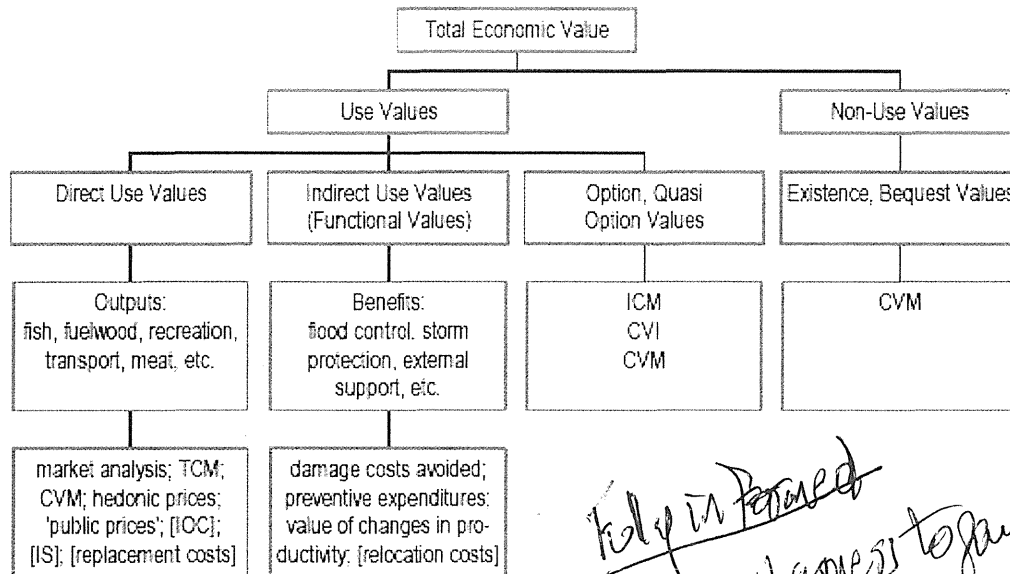 Total Economic Value
Use Values
Non-Use Values
Direct Use Values
Indirect Use Values
(Functional Values)
Option, Quasi
Option Values
Existence, Bequest Values
Outputs:
fish, fuelwood, recreation,
transport, meat, etc.
Benefits:
flood control, storm
protection, external
support, etc.
ICM
CVI
CVM
CVM
market analysis; TCM;
CVM; hedonic prices;
'public prices'; [IOC];
[IS]; [replacement costs]
damage costs avoided;
preventive expenditures;
value of changes in pro-
ductivity; [relocation costs]
in
to